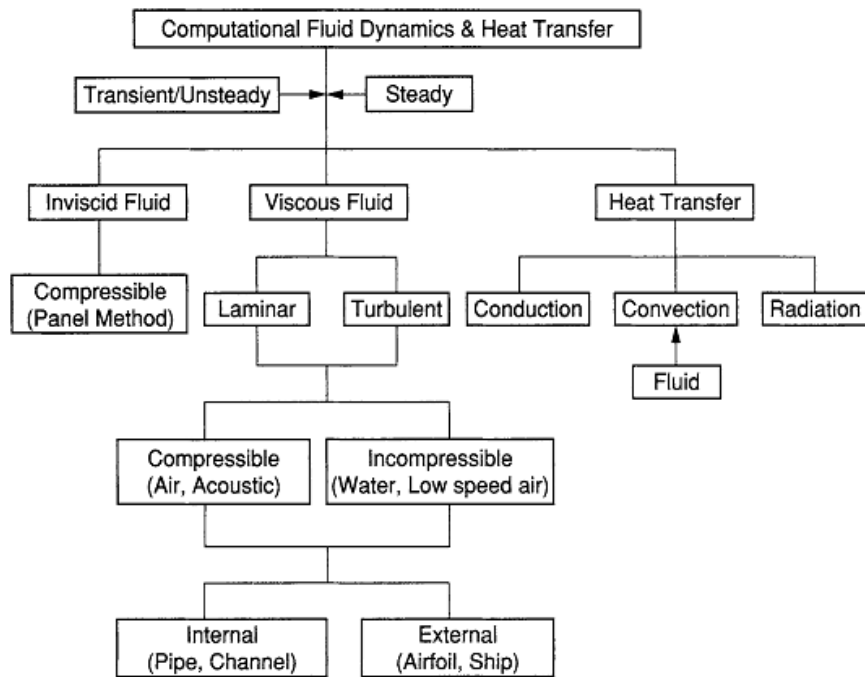 Computational Fluid Dynamics & Heat Transfer
Transient/Unsteady
Steady
Inviscid Fluid
Viscous Fluid
Heat Transfer
Compressible
(Panel Method)
Laminar
Turbulent
Conduction
Convection
Radiation
Fluid
Compressible
(Air, Acoustic)
Incompressible
(Water, Low speed air)
Internal
(Pipe, Channel)
External
(Airfoil, Ship)